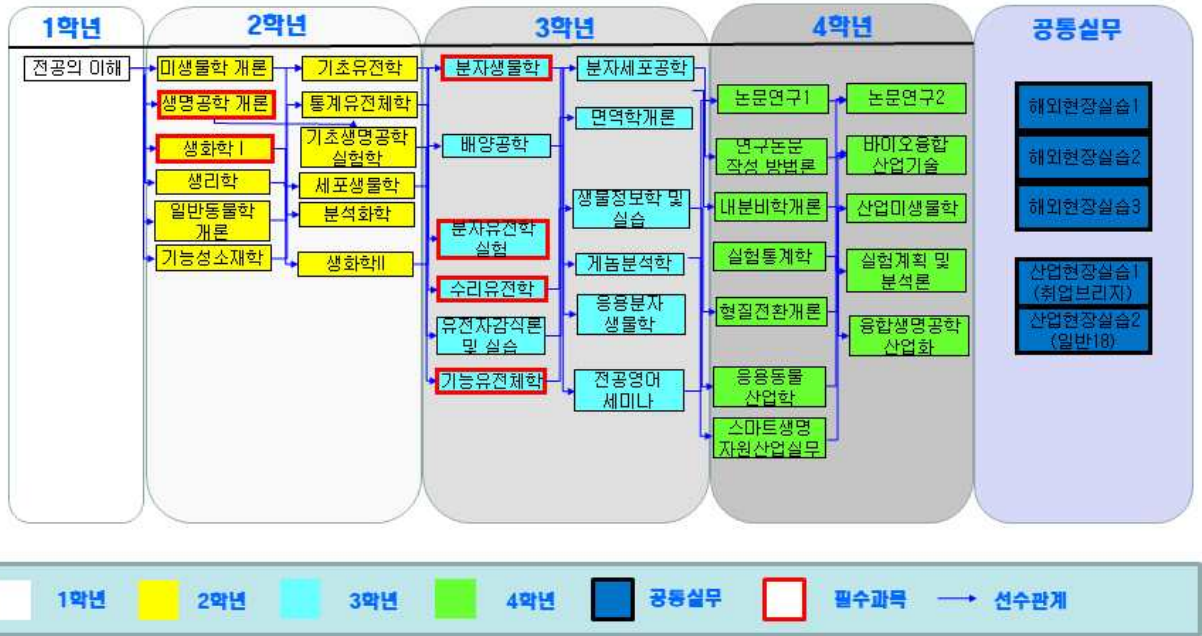 1학년
2학년
3학년
4학년
공통실무
전공의 이해
미생물학 개론
생명공학 개론
생화학 I
생리학
일반동물학
개론
기능성소재학
기초유전학
통계유전체학
기초생명공학
실험학
세포생물학
분석화학
생화학II
분자생물학
배양공학
분자유전학
실험
수리유전학
유전자감식론
및 실습
기능유전체학
분자세포공학
면역학개론
생물정보학 및
실습
게놈분석학
응용분자
생물학
전공영어
세미나
논문연구1
연구논문
작성 방법론
내분비학개론
실험통계학
형질전환개론
응용동물
산업학
스마트생명
자원산업실무
논문연구2
바이오융합
산업기술
산업미생물학
실험계획 및
분석론
융합생명공학
산업화
해외현장실습1
해외현장실습2
해외현장실습3
산업현장실습1
(취업브리지)
산업현장실습2
(일반18)
1학년
2학년
3학년
4학년
공통실무
필수과목
선수관계